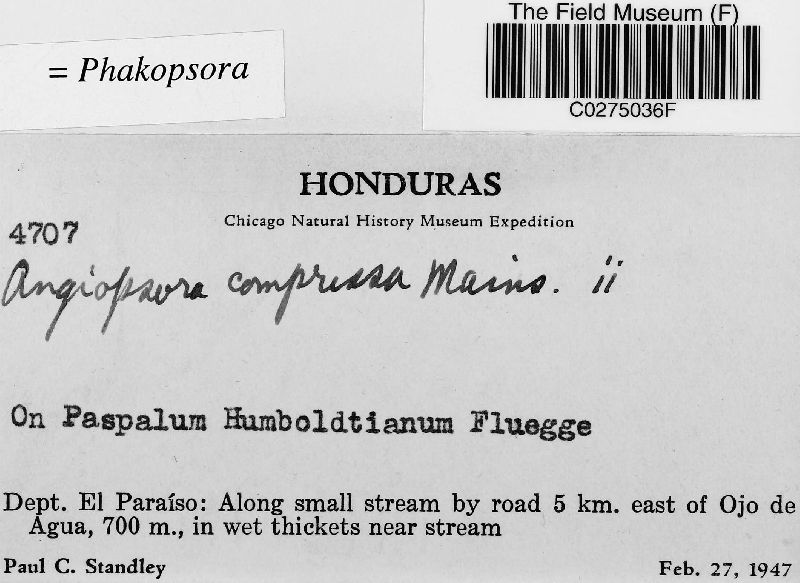 = Phakopsora
The Field Museum (F)
C0275036F
HONDURAS
Chicago Natural History Museum Expedition
4707
Angiopsora compressa Mains. ii
On Paspalum Humboldtianum Fluegge
Dept. El Paraíso: Along small stream by road 5 km. east of Ojo de
Agua, 700 m., in wet thickets near stream
Paul C. Standley
Feb. 27, 1947